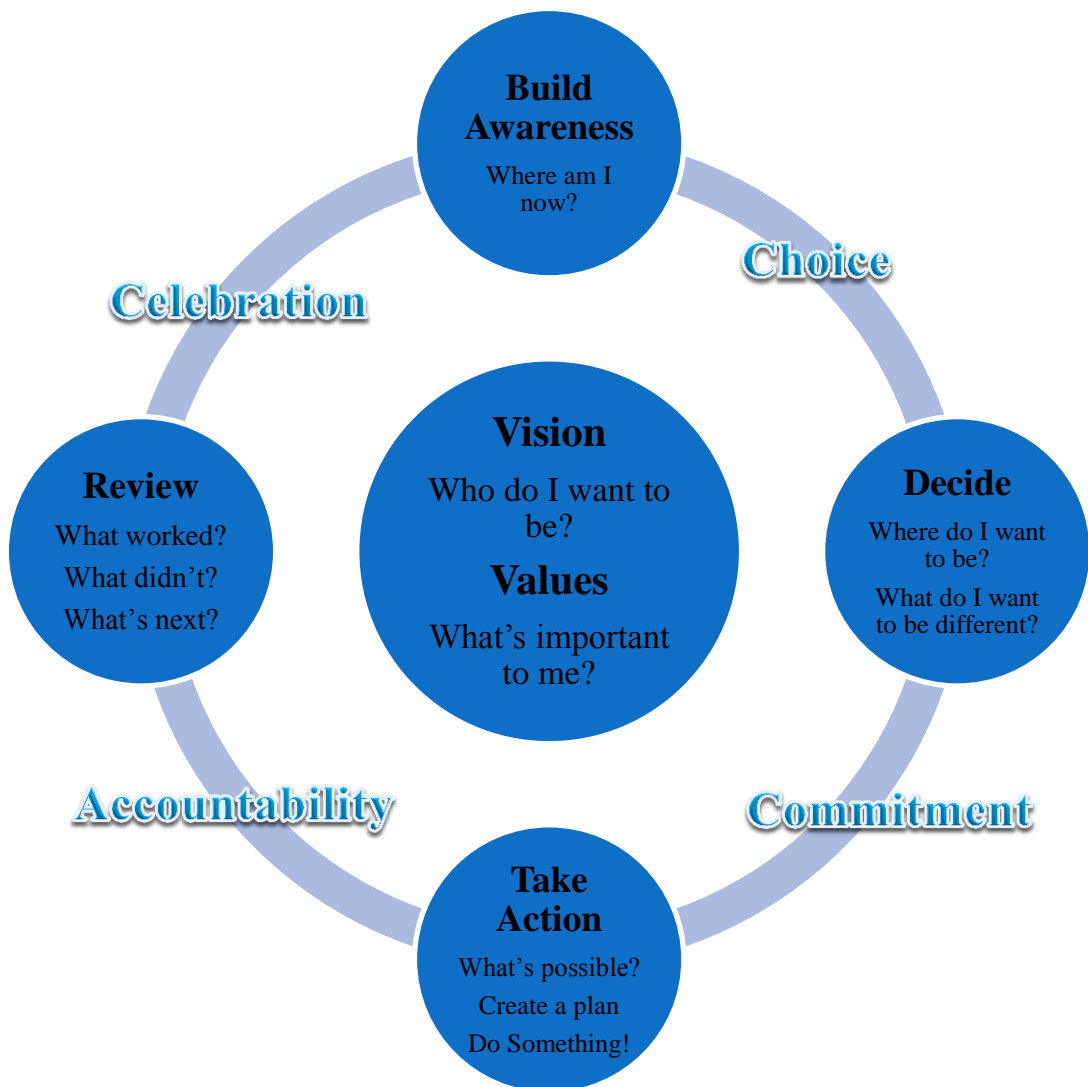 Build
Awareness
Where am I
now?
Choice
Celebration
Vision
Who do I want to
be?
Values
What's important
to me?
Review
What worked?
What didn't?
What's next?
Decide
Where do I want
to be?
What do I want
to be different?
Accountability
Commitment
Take
Action
What's possible?
Create a plan
Do Something!